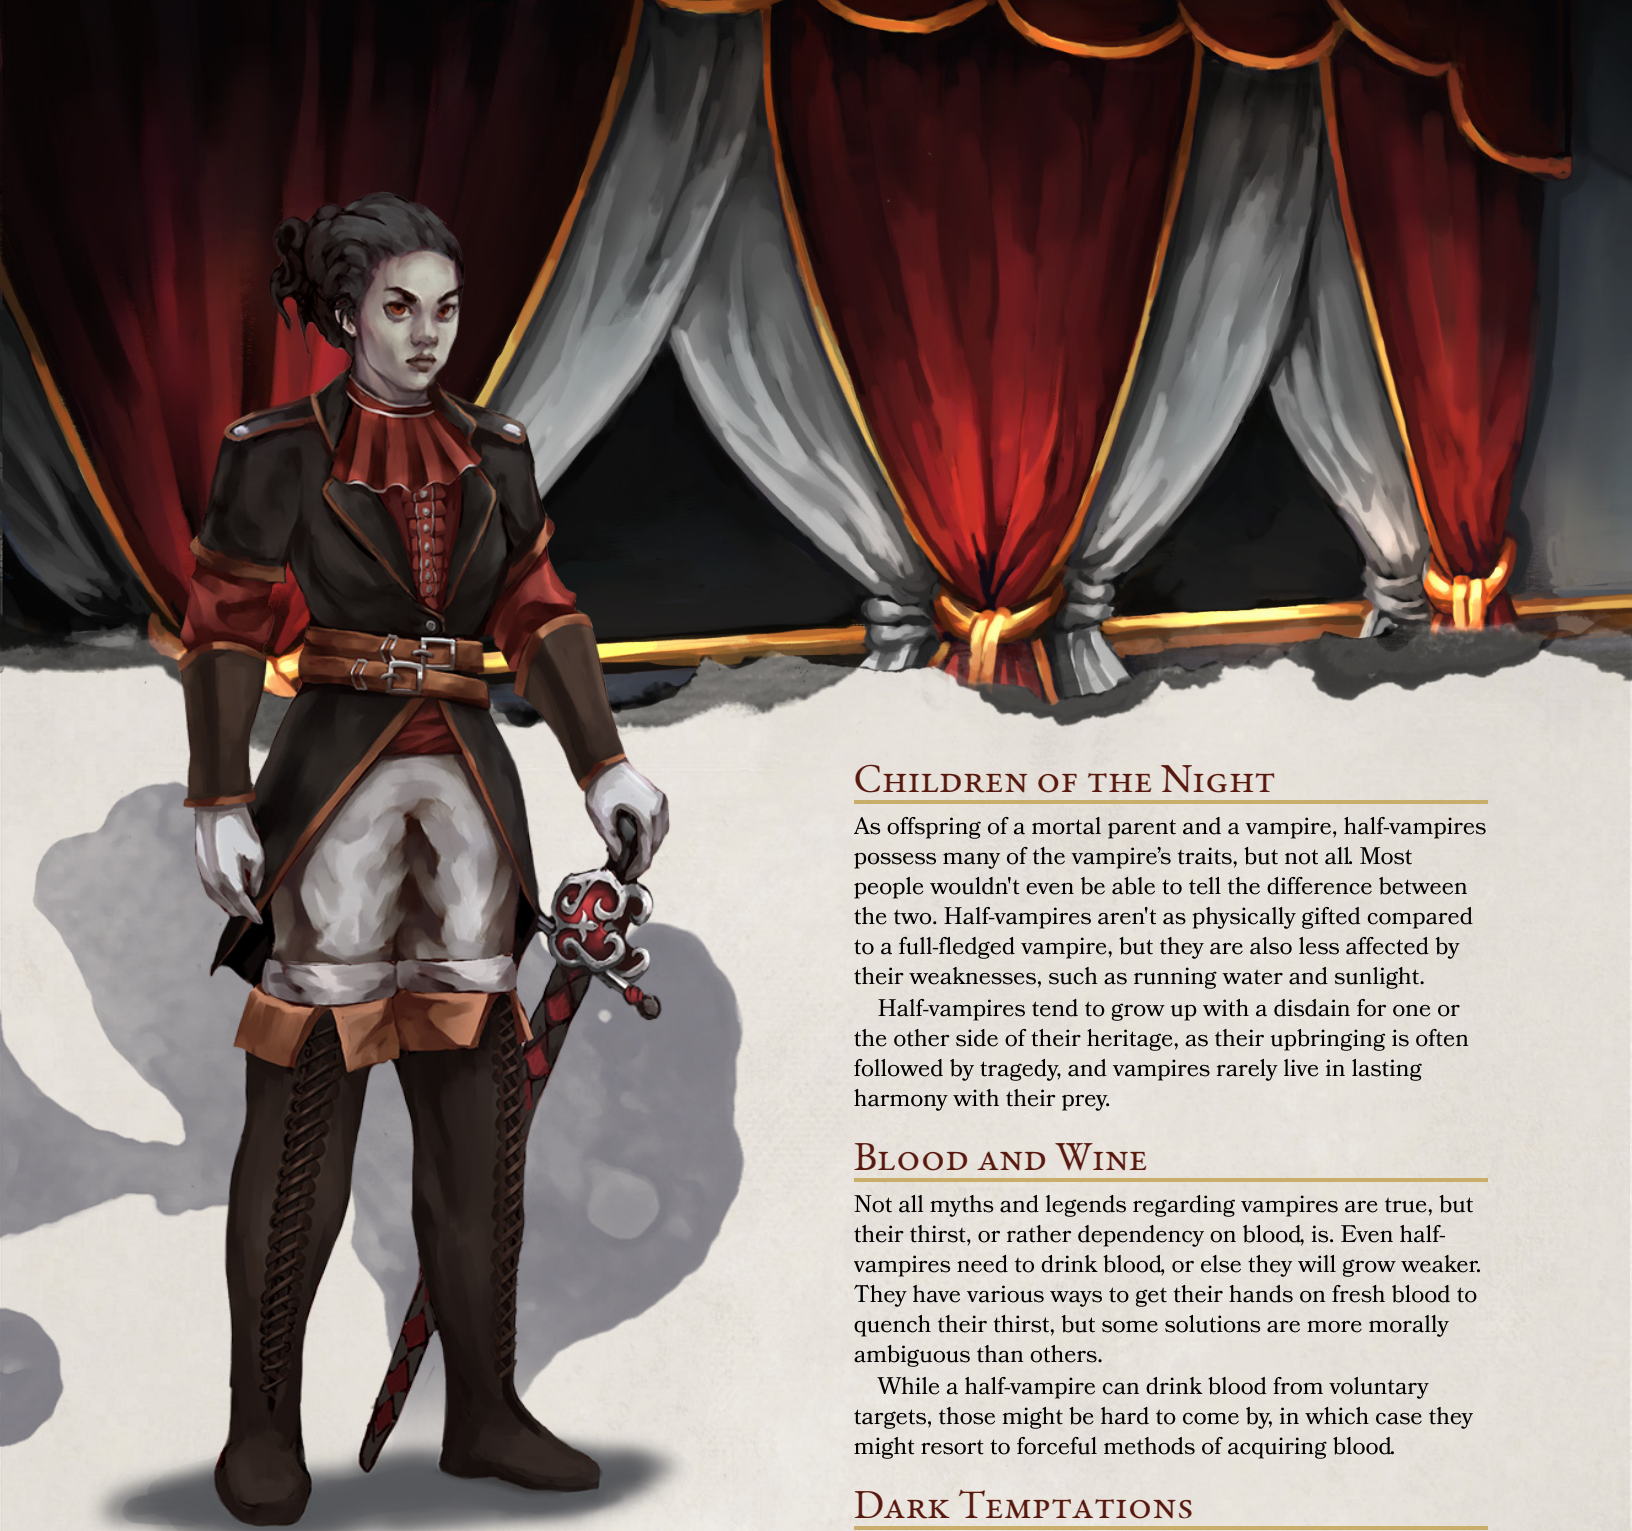 Children of the Night
As offspring of a mortal parent and a vampire, half-vampires
possess many of the vampire's traits, but not all. Most
people wouldn't even be able to tell the difference between
the two. Half-vampires aren't as physically gifted compared
to a full-fledged vampire, but they are also less affected by
their weaknesses, such as running water and sunlight.
Half-vampires tend to grow up with a disdain for one or
the other side of their heritage, as their upbringing is often
followed by tragedy, and vampires rarely live in lasting
harmony with their prey.
Blood and Wine
Not all myths and legends regarding vampires are true, but
their thirst, or rather dependency on blood, is. Even half-
vampires need to drink blood, or else they will grow weaker.
They have various ways to get their hands on fresh blood to
quench their thirst, but some solutions are more morally
ambiguous than others.
While a half-vampire can drink blood from voluntary
targets, those might be hard to come by, in which case they
might resort to forceful methods of acquiring blood.
Dark Temptations